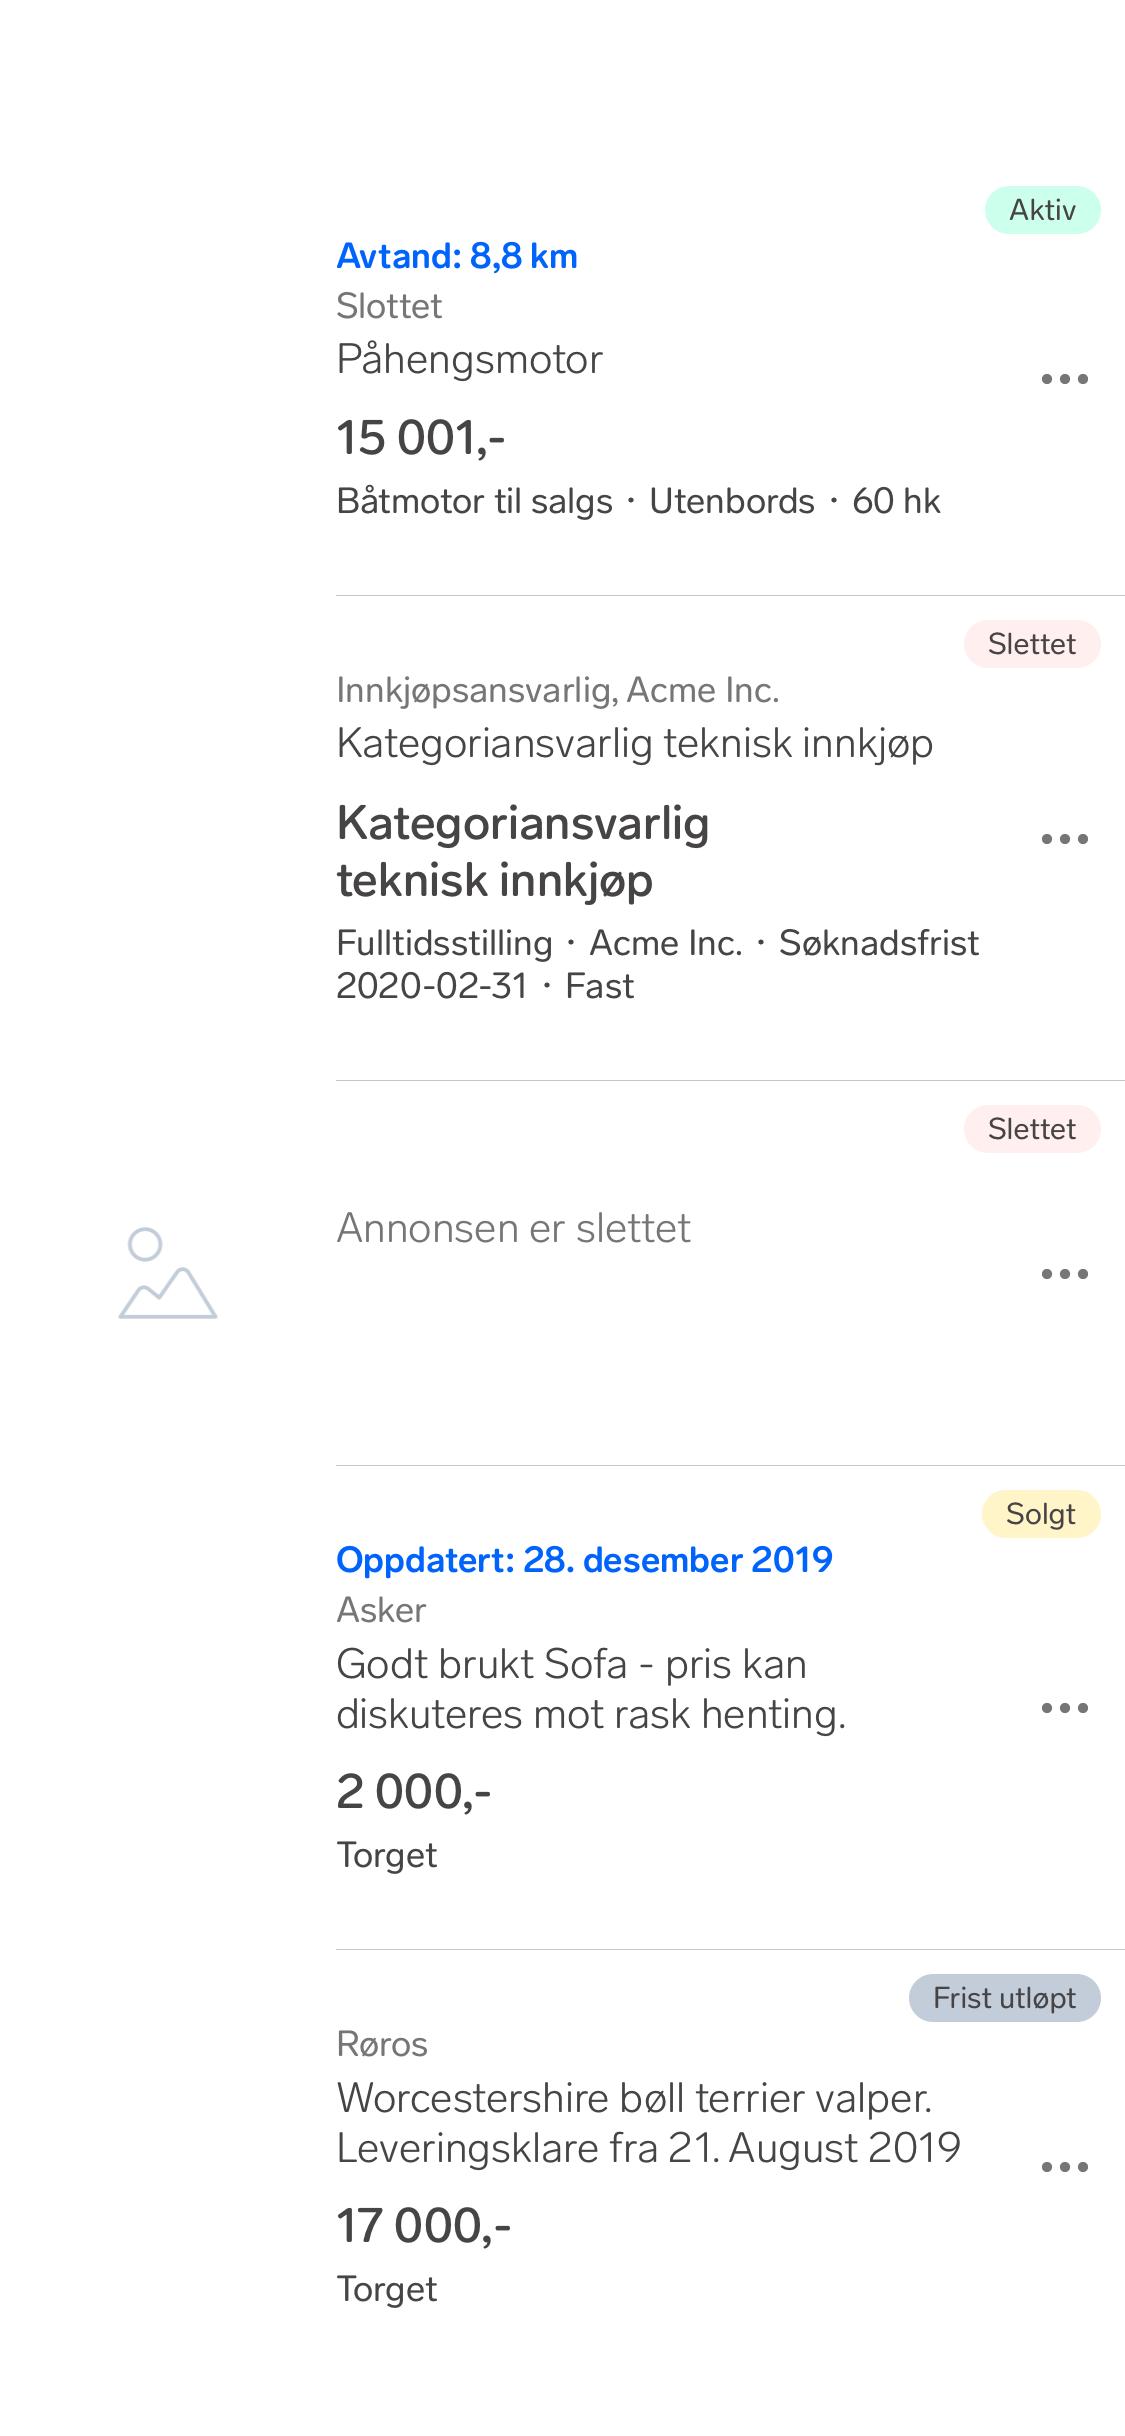 Aktiv
Avtand: 8,8 km
Slottet
Påhengsmotor
15 001,-
Båtmotor til salgs · Utenbords · 60 hk
Slettet
Innkjøpsansvarlig, Acme Inc.
Kategoriansvarlig teknisk innkjøp
Kategoriansvarlig
teknisk innkjøp
Fulltidsstilling · Acme Inc. · Søknadsfrist
2020-02-31 · Fast
Slettet
Annonsen er slettet
Solgt
Oppdatert: 28. desember 2019
Asker
Godt brukt Sofa - pris kan
diskuteres mot rask henting.
2 000,-
Torget
Frist utløpt
Røros
Worcestershire bøll terrier valper.
Leveringsklare fra 21. August 2019
17 000,-
Torget